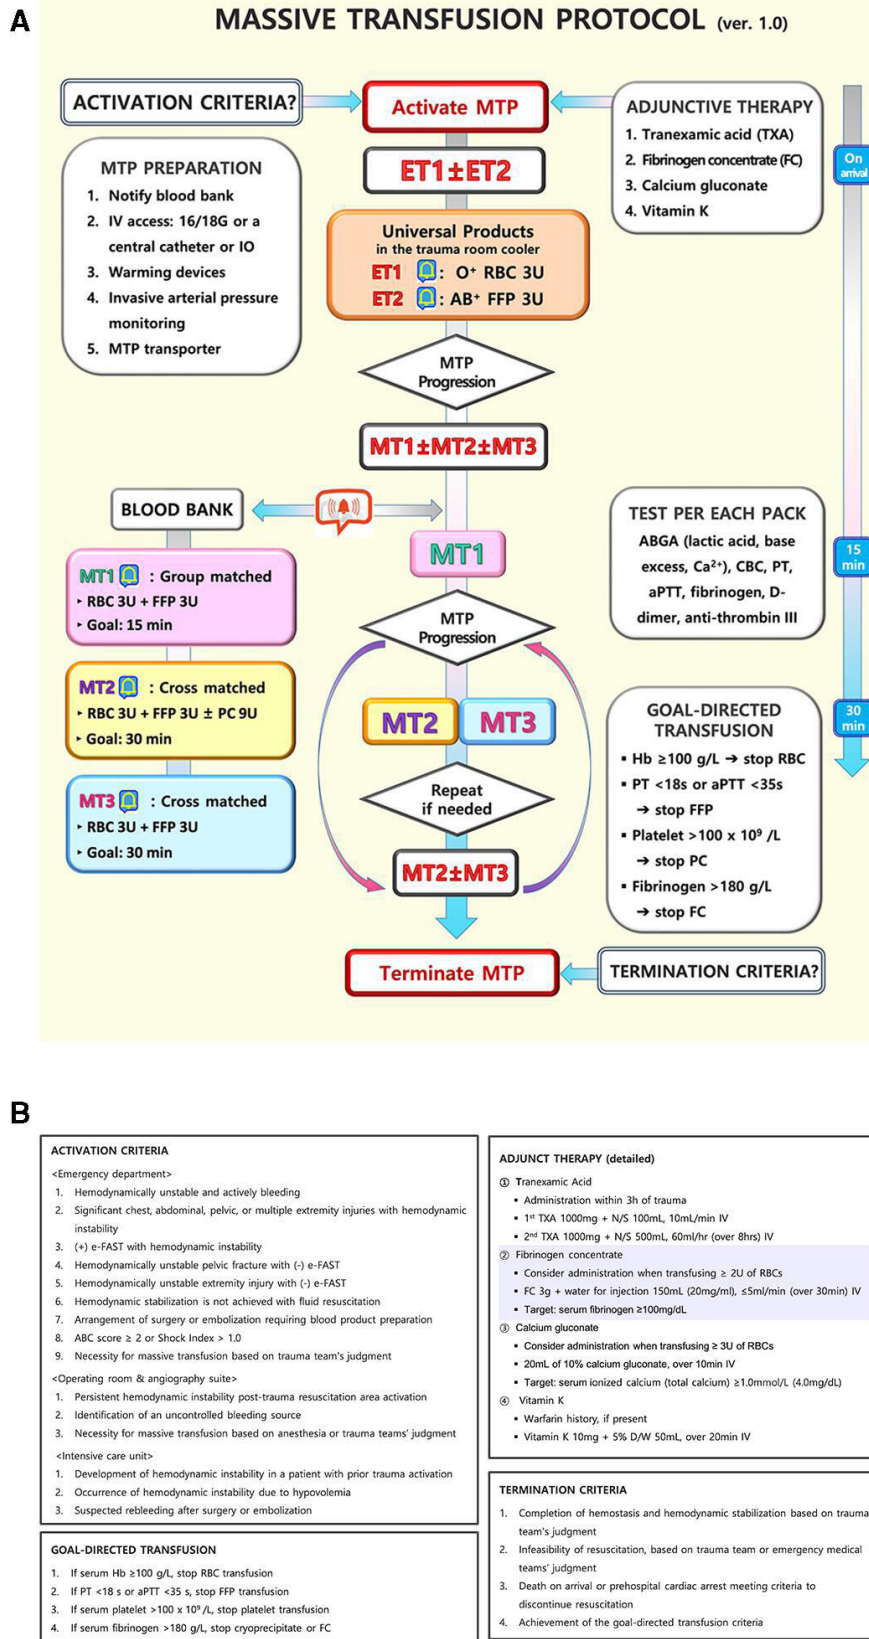 A
MASSIVE TRANSFUSION PROTOCOL (ver. 1.0)
ACTIVATION CRITERIA?
Activate MTP
ADJUNCTIVE THERAPY
1. Tranexamic acid (TXA)
2. Fibrinogen concentrate (FC)
3. Calcium gluconate
4. Vitamin K
On
arrival
MTP PREPARATION
1. Notify blood bank
2. IV access: 16/18G or a
central catheter or IO
3. Warming devices
4. Invasive arterial pressure
monitoring
5. MTP transporter
ET1±ET2
Universal Products
in the trauma room cooler
ET1 : O⁺ RBC 3U
ET2 : AB⁺ FFP 3U
MTP
Progression
MT1±MT2±MT3
BLOOD BANK
MT1 : Group matched
‣ RBC 3U + FFP 3U
‣ Goal: 15 min
MT2 : Cross matched
‣ RBC 3U + FFP 3U ± PC 9U
‣ Goal: 30 min
MT3 : Cross matched
‣ RBC 3U + FFP 3U
‣ Goal: 30 min
MT1
MTP
Progression
MT2 MT3
Repeat
if needed
MT2±MT3
Terminate MTP
TEST PER EACH PACK
ABGA (lactic acid, base
excess, Ca²⁺), CBC, PT,
aPTT, fibrinogen, D-
dimer, anti-thrombin III
15
min
GOAL-DIRECTED
TRANSFUSION
▪ Hb ≥100 g/L ➔ stop RBC
▪ PT <18s or aPTT <35s
➔ stop FFP
▪ Platelet >100 x 10⁹ /L
➔ stop PC
▪ Fibrinogen >180 g/L
➔ stop FC
30
min
TERMINATION CRITERIA?
B
ACTIVATION CRITERIA
<Emergency department>
1. Hemodynamically unstable and actively bleeding
2. Significant chest, abdominal, pelvic, or multiple extremity injuries with hemodynamic
instability
3. (+) e-FAST with hemodynamic instability
4. Hemodynamically unstable pelvic fracture with (-) e-FAST
5. Hemodynamically unstable extremity injury with (-) e-FAST
6. Hemodynamic stabilization is not achieved with fluid resuscitation
7. Arrangement of surgery or embolization requiring blood product preparation
8. ABC score ≥ 2 or Shock Index > 1.0
9. Necessity for massive transfusion based on trauma team's judgment
<Operating room & angiography suite>
1. Persistent hemodynamic instability post-trauma resuscitation area activation
2. Identification of an uncontrolled bleeding source
3. Necessity for massive transfusion based on anesthesia or trauma teams' judgment
<Intensive care unit>
1. Development of hemodynamic instability in a patient with prior trauma activation
2. Occurrence of hemodynamic instability due to hypovolemia
3. Suspected rebleeding after surgery or embolization
GOAL-DIRECTED TRANSFUSION
1. If serum Hb ≥100 g/L, stop RBC transfusion
2. If PT <18 s or aPTT <35 s, stop FFP transfusion
3. If serum platelet >100 x 10⁹ /L, stop platelet transfusion
4. If serum fibrinogen >180 g/L, stop cryoprecipitate or FC
ADJUNCT THERAPY (detailed)
① Tranexamic Acid
▪ Administration within 3h of trauma
▪ 1ˢᵗ TXA 1000mg + N/S 100mL, 10mL/min IV
▪ 2ⁿᵈ TXA 1000mg + N/S 500mL, 60ml/hr (over 8hrs) IV
② Fibrinogen concentrate
▪ Consider administration when transfusing ≥ 2U of RBCs
▪ FC 3g + water for injection 150mL (20mg/ml), ≤5ml/min (over 30min) IV
▪ Target: serum fibrinogen ≥100mg/dL
③ Calcium gluconate
▪ Consider administration when transfusing ≥ 3U of RBCs
▪ 20mL of 10% calcium gluconate, over 10min IV
▪ Target: serum ionized calcium (total calcium) ≥1.0mmol/L (4.0mg/dL)
④ Vitamin K
▪ Warfarin history, if present
▪ Vitamin K 10mg + 5% D/W 50mL, over 20min IV
TERMINATION CRITERIA
1. Completion of hemostasis and hemodynamic stabilization based on trauma
team's judgment
2. Infeasibility of resuscitation, based on trauma team or emergency medical
teams' judgment
3. Death on arrival or prehospital cardiac arrest meeting criteria to
discontinue resuscitation
4. Achievement of the goal-directed transfusion criteria